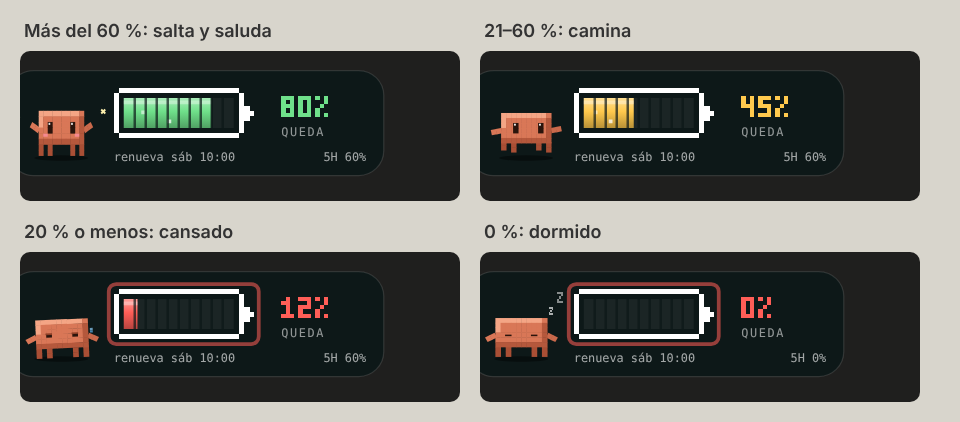 Más del 60 %: salta y saluda
80%
QUEDA
renueva sáb 10:00
5H 60%
21–60 %: camina
45%
QUEDA
renueva sáb 10:00
5H 60%
20 % o menos: cansado
12%
QUEDA
renueva sáb 10:00
5H 60%
0 %: dormido
z z
0%
QUEDA
renueva sáb 10:00
5H 0%